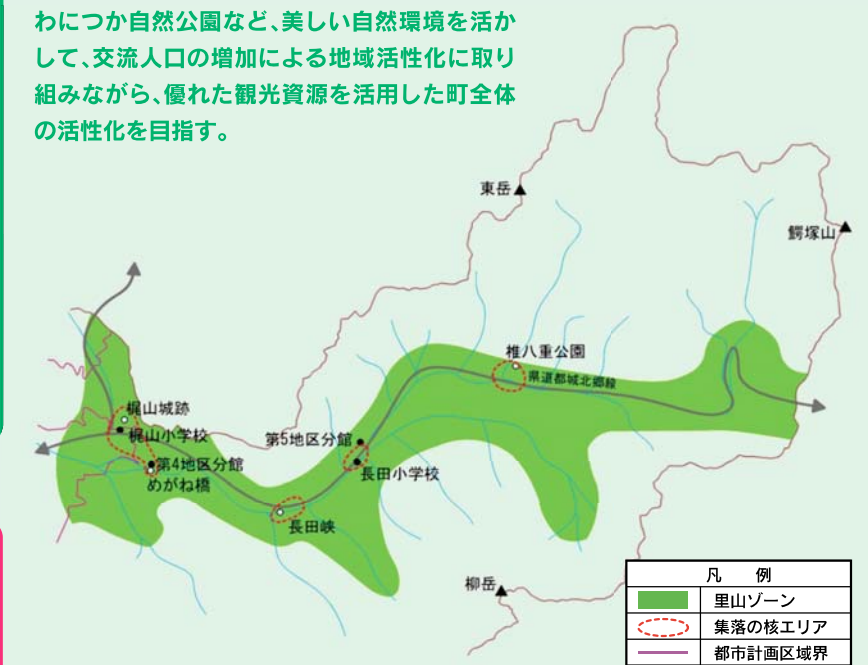 わにつか自然公園など、美しい自然環境を活か
して、交流人口の増加による地域活性化に取り
組みながら、優れた観光資源を活用した町全体
の活性化を目指す。
東岳
鰐塚山
椎八重公園
県道都城北郷線
梶山城跡
梶山小学校
第5地区分館
第4地区分館
めがね橋
長田小学校
長田峡
柳岳
凡 例
里山ゾーン
集落の核エリア
都市計画区域界